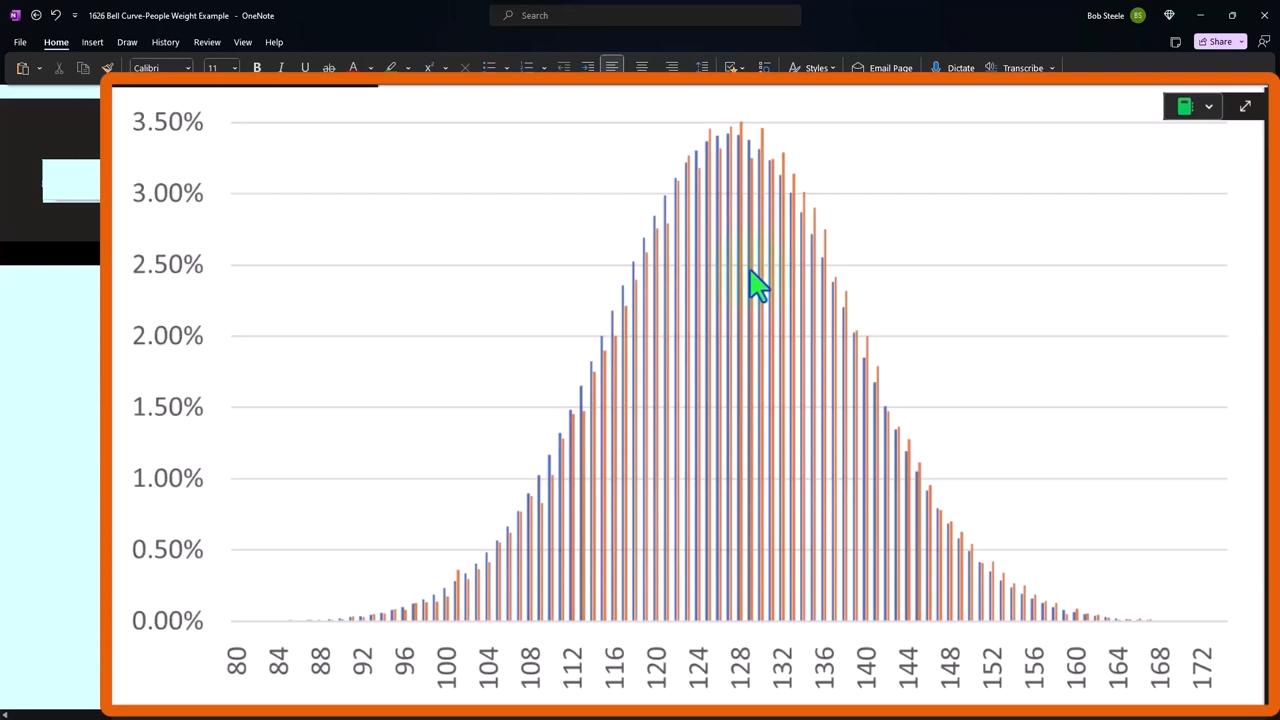 1626 Bell Curve-People Weight Example - OneNote
Search
Bob Steele BS
File Home Insert Draw History Review View Help
Share
Calibri 11 B I U ab A x Styles Email Page Dictate Transcribe
3.50%
3.00%
2.50%
2.00%
1.50%
1.00%
0.50%
0.00%
80 84 88 92 96 100 104 108 112 116 120 124 128 132 136 140 144 148 152 156 160 164 168 172